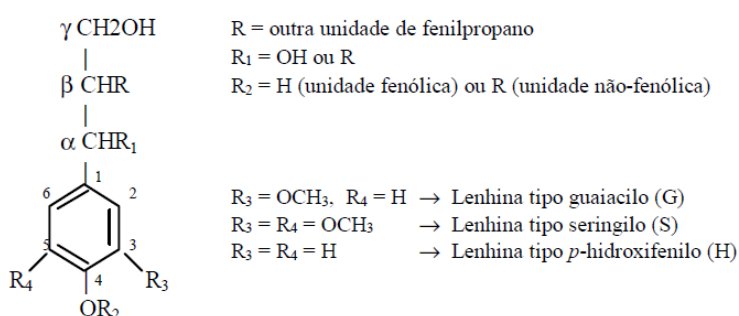 γ CH2OH R = outra unidade de fenilpropano
R₁ = OH ou R
β CHR R₂ = H (unidade fenólica) ou R (unidade não-fenólica)
α CHR₁
1
6 2
R₃ = OCH₃, R₄ = H → Lenhina tipo guaiacilo (G)
R₃ = R₄ = OCH₃ → Lenhina tipo seringilo (S)
5 3
R₃ = R₄ = H → Lenhina tipo p-hidroxifenilo (H)
R₄ 4 R₃
OR₂